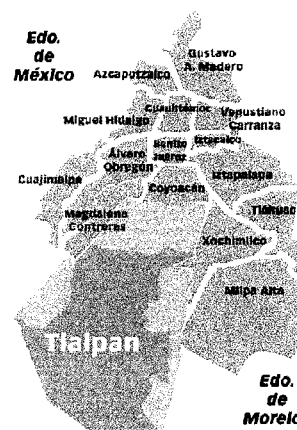 Edo.
de
México
Gustavo
A. Madero
Azcapotzalco
Cuauhtémoc
Miguel Hidalgo
Venustiano
Carranza
Iztacalco
Benito
Juárez
Álvaro
Obregón
Iztapalapa
Cuajimalpa
Coyoacán
Tláhuac
Magdalena
Contreras
Xochimilco
Milpa Alta
Tlalpan
Edo.
de
Morelo